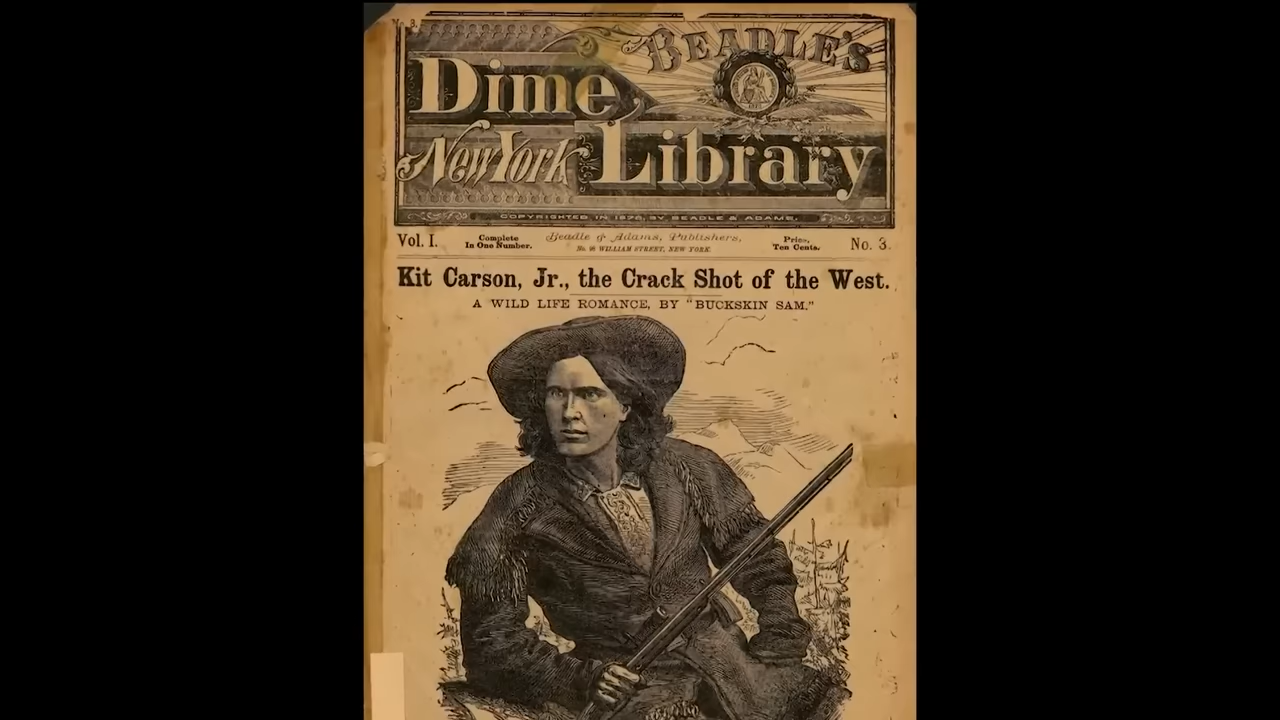 No. 3.
BEADLE'S
Dime
New York Library
COPYRIGHTED IN 1878, BY BEADLE & ADAMS.
Vol. I. Complete In One Number. Beadle & Adams, Publishers, No. 98 WILLIAM STREET, NEW YORK. Price, Ten Cents. No. 3.
Kit Carson, Jr., the Crack Shot of the West.
A WILD LIFE ROMANCE, BY "BUCKSKIN SAM."